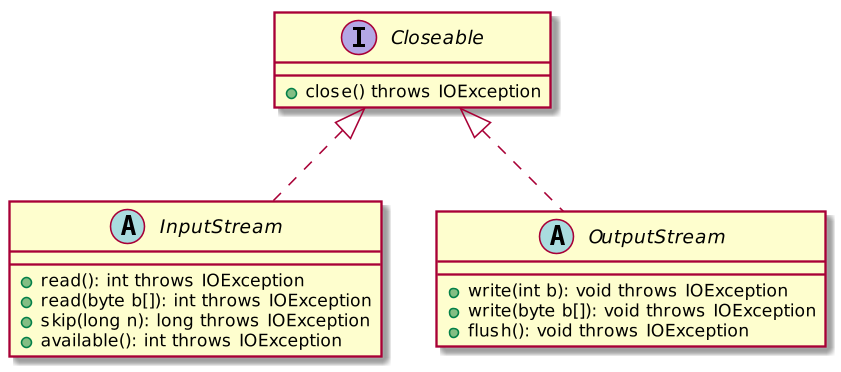 I Closeable
close() throws IOException
A InputStream
read(): int throws IOException
read(byte b[]): int throws IOException
skip(long n): long throws IOException
available(): int throws IOException
A OutputStream
write(int b): void throws IOException
write(byte b[]): void throws IOException
flush(): void throws IOException